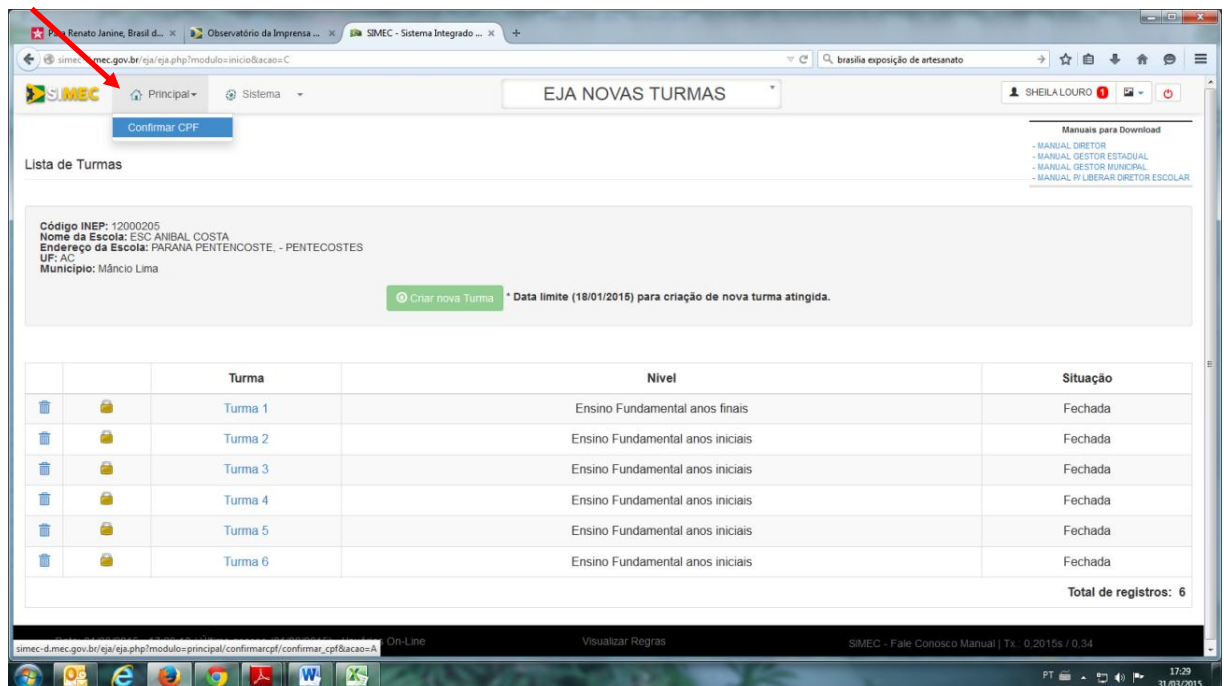 Renato Janine, Brasil d... × Observatório da Imprensa ... × SIMEC - Sistema Integrado ... × +
mec.gov.br/eja/eja.php?modulo=inicio&acao=C brasilia exposição de artesanato
SIMEC Principal Sistema EJA NOVAS TURMAS SHEILA LOURO 1
Confirmar CPF
Manuais para Download
- MANUAL DIRETOR
- MANUAL GESTOR ESTADUAL
- MANUAL GESTOR MUNICIPAL
- MANUAL P/ LIBERAR DIRETOR ESCOLAR
Lista de Turmas
Código INEP: 12000205
Nome da Escola: ESC ANIBAL COSTA
Endereço da Escola: PARANA PENTENCOSTE, - PENTECOSTES
UF: AC
Município: Mâncio Lima
Criar nova Turma * Data limite (18/01/2015) para criação de nova turma atingida.
Turma Nivel Situação
Turma 1 Ensino Fundamental anos finais Fechada
Turma 2 Ensino Fundamental anos iniciais Fechada
Turma 3 Ensino Fundamental anos iniciais Fechada
Turma 4 Ensino Fundamental anos iniciais Fechada
Turma 5 Ensino Fundamental anos iniciais Fechada
Turma 6 Ensino Fundamental anos iniciais Fechada
Total de registros: 6
On-Line Visualizar Regras SIMEC - Fale Conosco Manual | Tx.: 0,2015s / 0,34
simec-d.mec.gov.br/eja/eja.php?modulo=principal/confirmarcpf/confirmar_cpf&acao=A
PT 17:29
31/03/2015